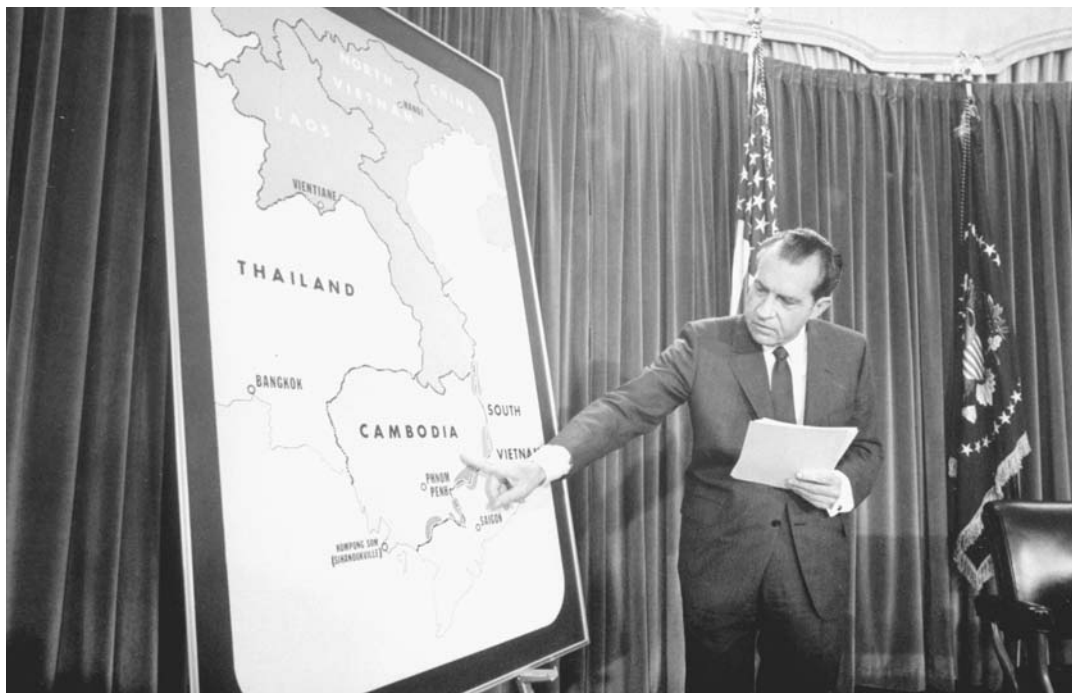 NORTH
VIETNAM
CHINA
HANOI
LAOS
VIENTIANE
THAILAND
BANGKOK
CAMBODIA
SOUTH
VIETNAM
PHNOM
PENH
SAIGON
KOMPONG SOM
(SIHANOUKVILLE)